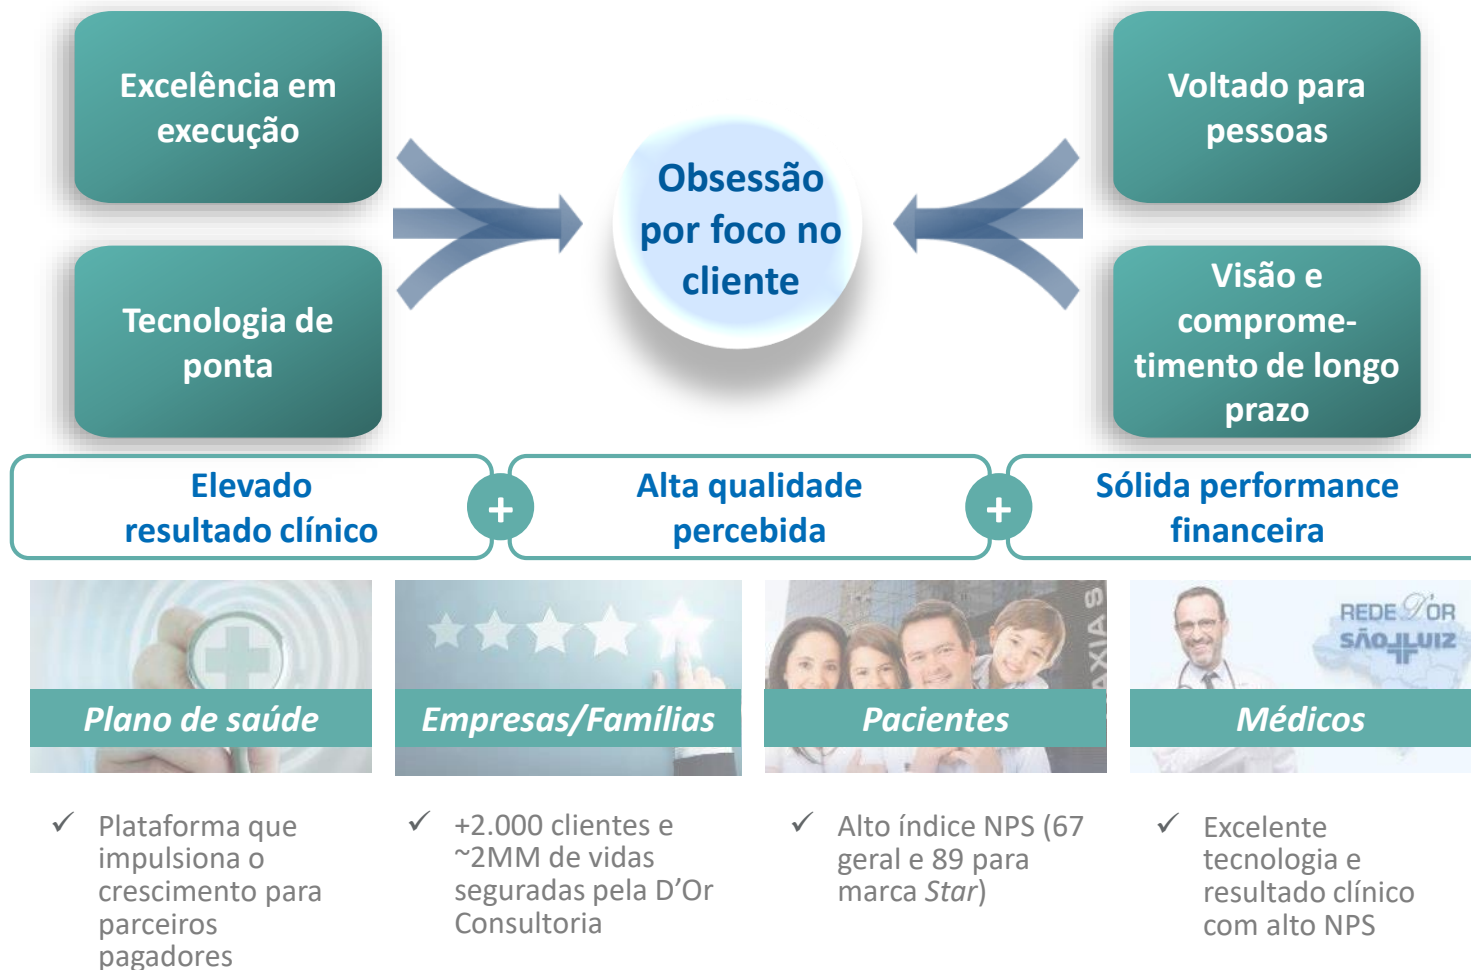 Excelência em
execução
Voltado para
pessoas
Obsessão
por foco no
cliente
Tecnologia de
ponta
Visão e
comprome-
timento de longo
prazo
Elevado
resultado clínico
+
Alta qualidade
percebida
+
Sólida performance
financeira
AXIA S
REDE D'OR
SÃO LUIZ
Plano de saúde
Empresas/Famílias
Pacientes
Médicos
✓ Plataforma que
impulsiona o
crescimento para
parceiros
pagadores
✓ +2.000 clientes e
~2MM de vidas
seguradas pela D'Or
Consultoria
✓ Alto índice NPS (67
geral e 89 para
marca Star)
✓ Excelente
tecnologia e
resultado clínico
com alto NPS